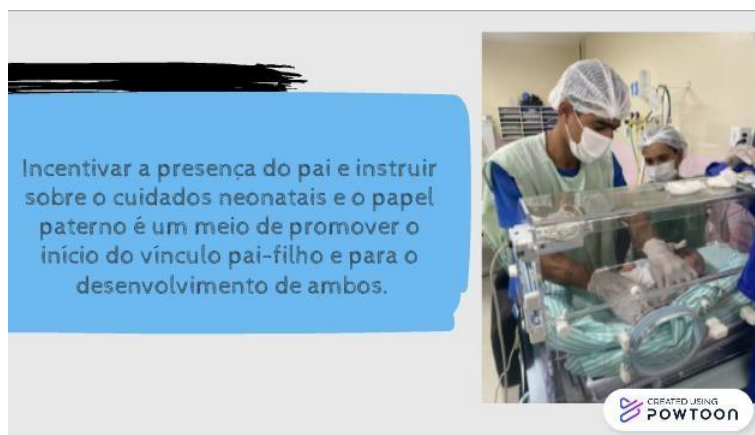 Incentivar a presença do pai e instruir
sobre o cuidados neonatais e o papel
paterno é um meio de promover o
início do vínculo pai-filho e para o
desenvolvimento de ambos.
CREATED USING
POWTOON